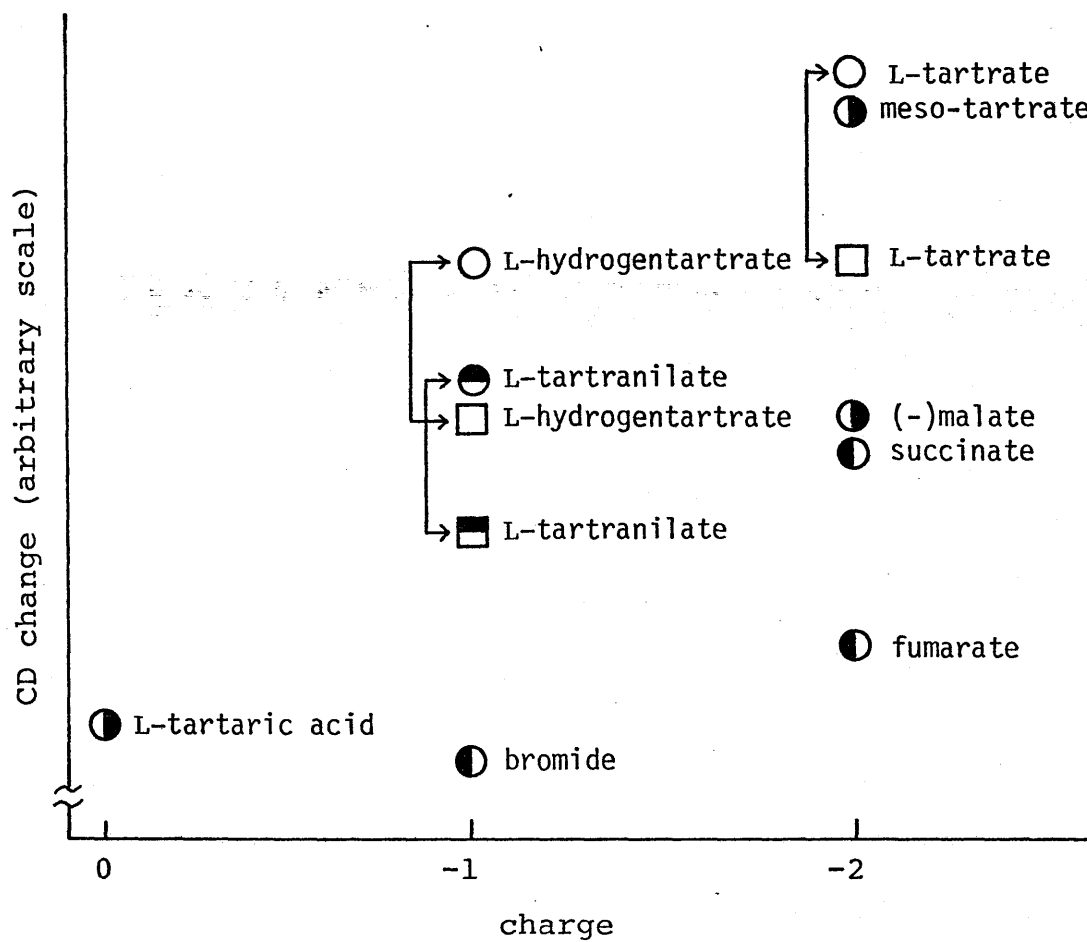 CD change (arbitrary scale)
L-tartrate
meso-tartrate
L-hydrogentartrate
L-tartrate
L-tartranilate
L-hydrogentartrate
(-)malate
succinate
L-tartranilate
fumarate
L-tartaric acid
bromide
0
-1
-2
charge